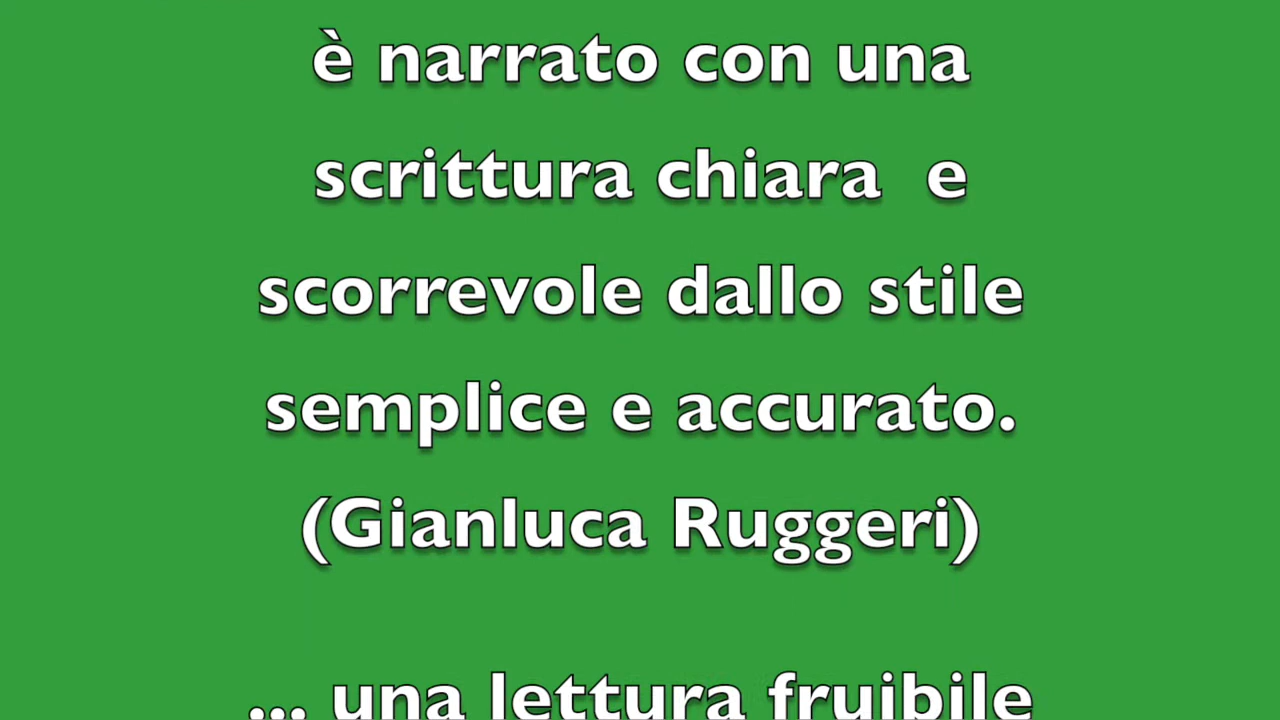 è narrato con una
scrittura chiara  e
scorrevole dallo stile
semplice e accurato.
(Gianluca Ruggeri)
... una lettura fruibile